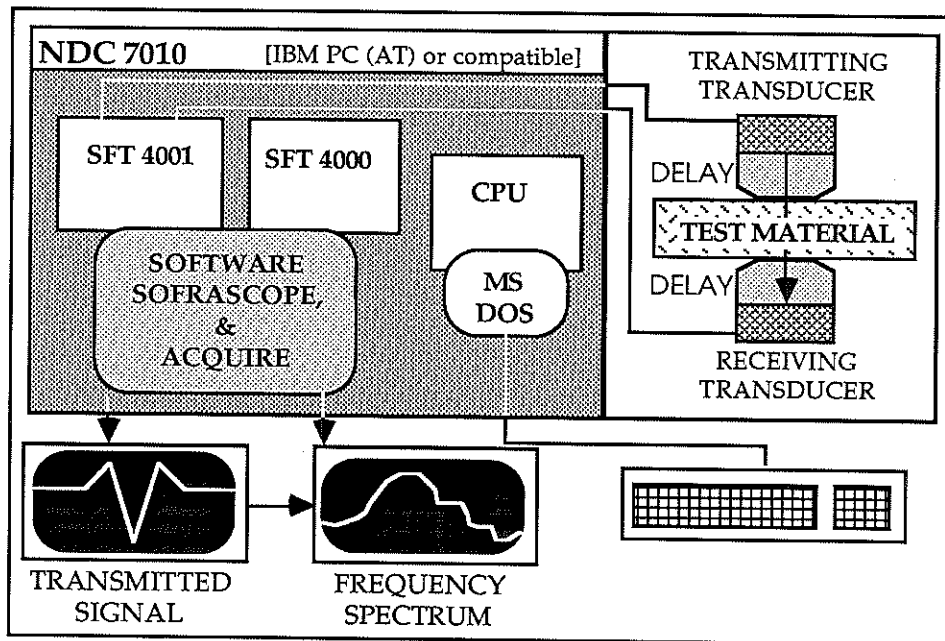 NDC 7010 [IBM PC (AT) or compatible]
SFT 4001
SFT 4000
CPU
SOFTWARE
SOFRASCOPE,
&
ACQUIRE
MS
DOS
TRANSMITTING
TRANSDUCER
DELAY
TEST MATERIAL
DELAY
RECEIVING
TRANSDUCER
TRANSMITTED
SIGNAL
FREQUENCY
SPECTRUM